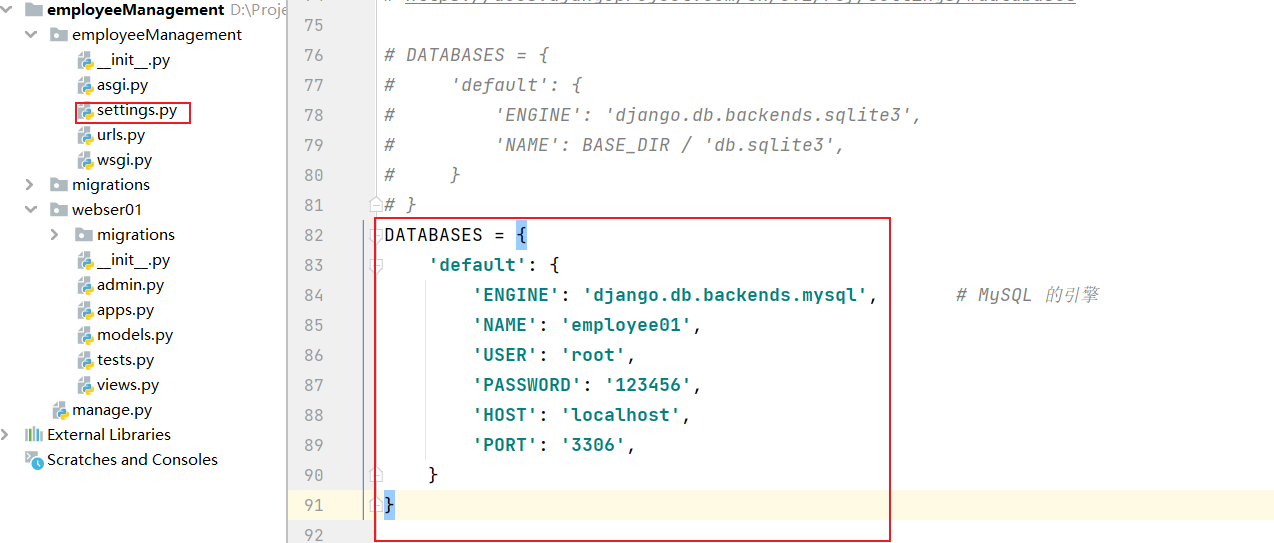 employeeManagement D:\Proje
employeeManagement
__init__.py
asgi.py
settings.py
urls.py
wsgi.py
migrations
webser01
migrations
__init__.py
admin.py
apps.py
models.py
tests.py
views.py
manage.py
External Libraries
Scratches and Consoles
75
76 # DATABASES = {
77 #     'default': {
78 #         'ENGINE': 'django.db.backends.sqlite3',
79 #         'NAME': BASE_DIR / 'db.sqlite3',
80 #     }
81 # }
82 DATABASES = {
83     'default': {
84         'ENGINE': 'django.db.backends.mysql',       # MySQL 的引擎
85         'NAME': 'employee01',
86         'USER': 'root',
87         'PASSWORD': '123456',
88         'HOST': 'localhost',
89         'PORT': '3306',
90     }
91 }
92